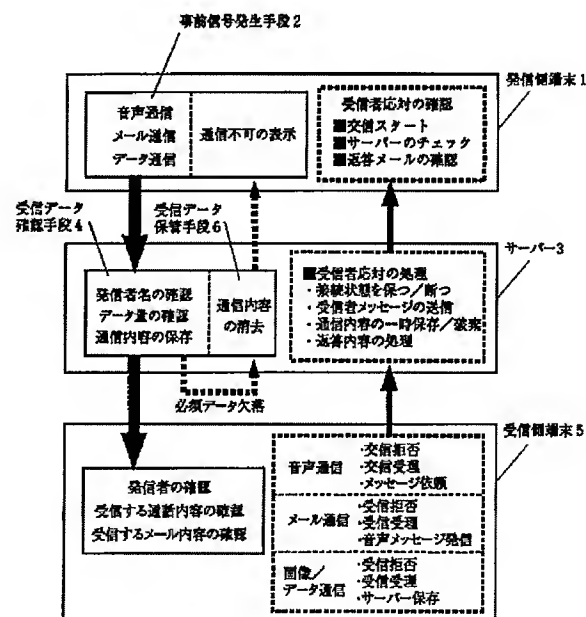 事前信号発生手段2
発信側端末1
音声通信
メール通信
データ通信
通信不可の表示
受信者応対の確認
■交信スタート
■サーバーのチェック
■返答メールの確認
受信データ
確認手段4
受信データ
保管手段6
サーバー3
発信者名の確認
データ量の確認
通信内容の保存
通信内容
の消去
■受信者応対の処理
・接続状態を保つ/断つ
・受信者メッセージの送信
・通信内容の一時保存/破棄
・返答内容の処理
必須データ欠落
受信側端末5
発信者の確認
受信する通話内容の確認
受信するメール内容の確認
音声通信
・交信拒否
・交信受理
・メッセージ依頼
メール通信
・受信拒否
・受信受理
・音声メッセージ発信
画像/
データ通信
・受信拒否
・受信受理
・サーバー保存